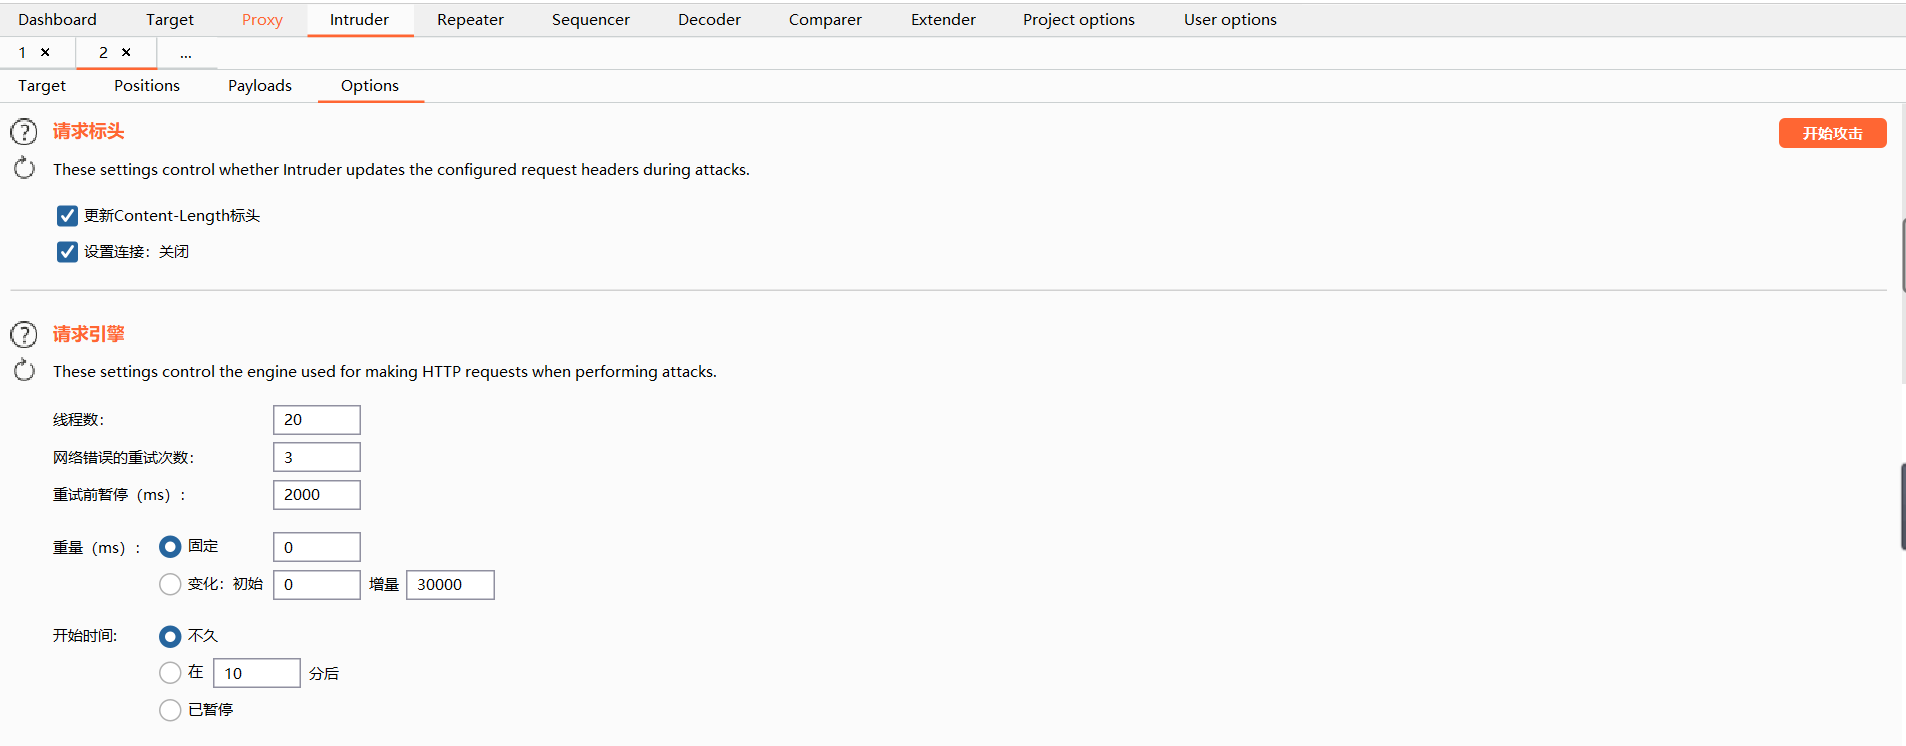 Dashboard Target Proxy Intruder Repeater Sequencer Decoder Comparer Extender Project options User options
1 × 2 × ...
Target Positions Payloads Options
请求标头 开始攻击
These settings control whether Intruder updates the configured request headers during attacks.
更新Content-Length标头
设置连接：关闭
请求引擎
These settings control the engine used for making HTTP requests when performing attacks.
线程数： 20
网络错误的重试次数： 3
重试前暂停（ms）： 2000
重量（ms）： 固定 0
变化：初始 0 增量 30000
开始时间: 不久
在 10 分后
已暂停